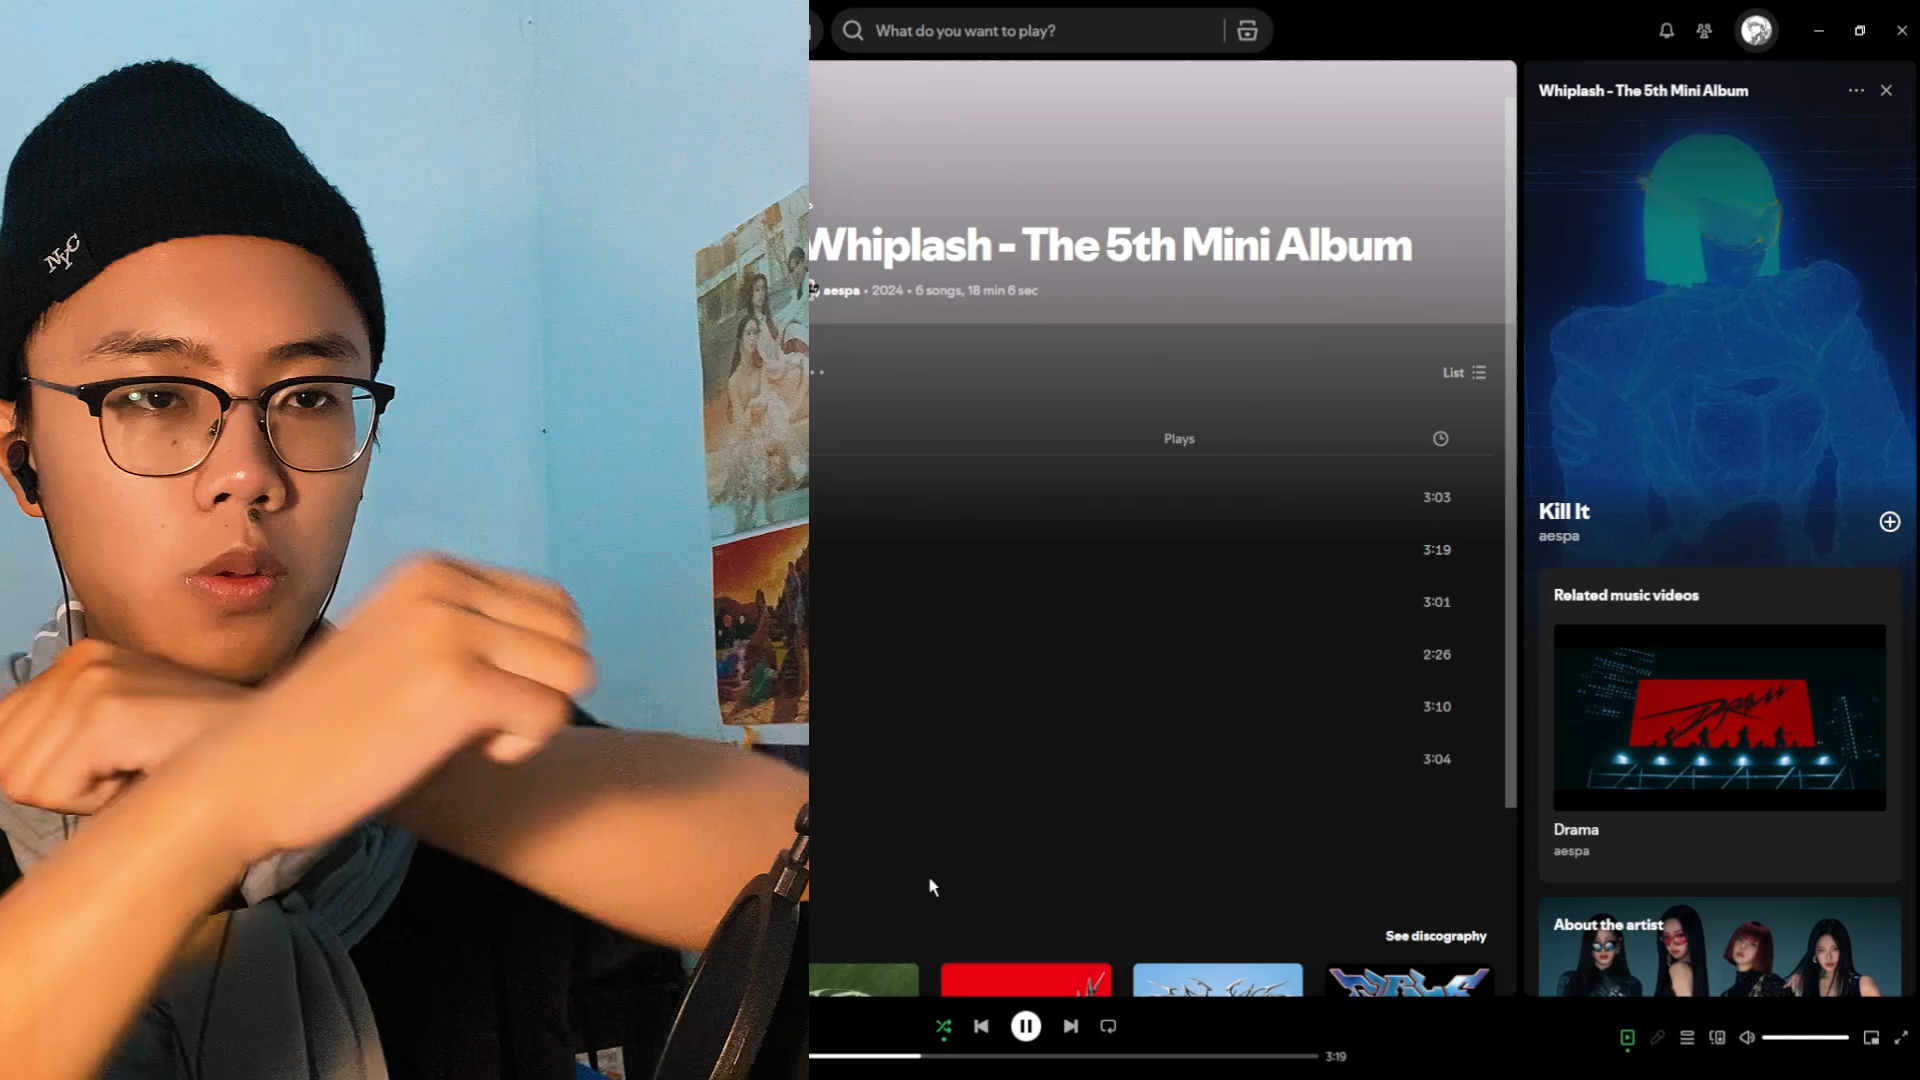 NYC
What do you want to play?
Whiplash - The 5th Mini Album
aespa • 2024 • 6 songs, 18 min 6 sec
List
Plays
3:03
3:19
3:01
2:26
3:10
3:04
See discography
3:19
Whiplash - The 5th Mini Album
Kill It
aespa
Related music videos
DRAMA
Drama
aespa
About the artist